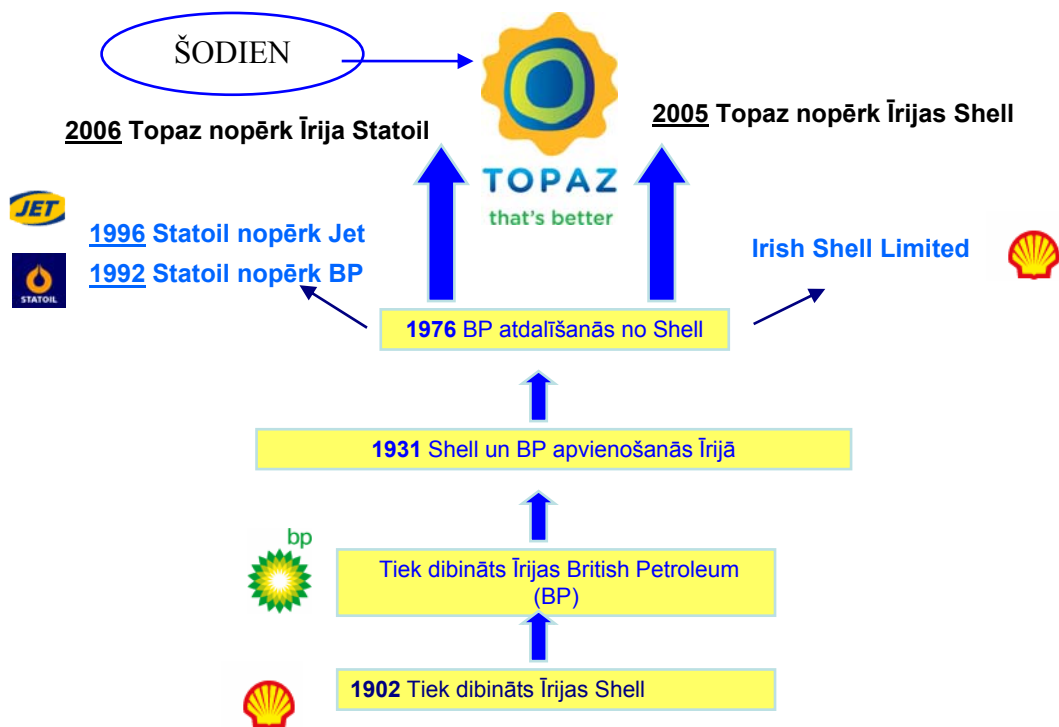 ŠODIEN
2006 Topaz nopērk Īrija Statoil
2005 Topaz nopērk Īrijas Shell
TOPAZ
that's better
JET
1996 Statoil nopērk Jet
STATOIL
1992 Statoil nopērk BP
Irish Shell Limited
1976 BP atdalīšanās no Shell
1931 Shell un BP apvienošanās Īrijā
bp
Tiek dibināts Īrijas British Petroleum
(BP)
1902 Tiek dibināts Īrijas Shell